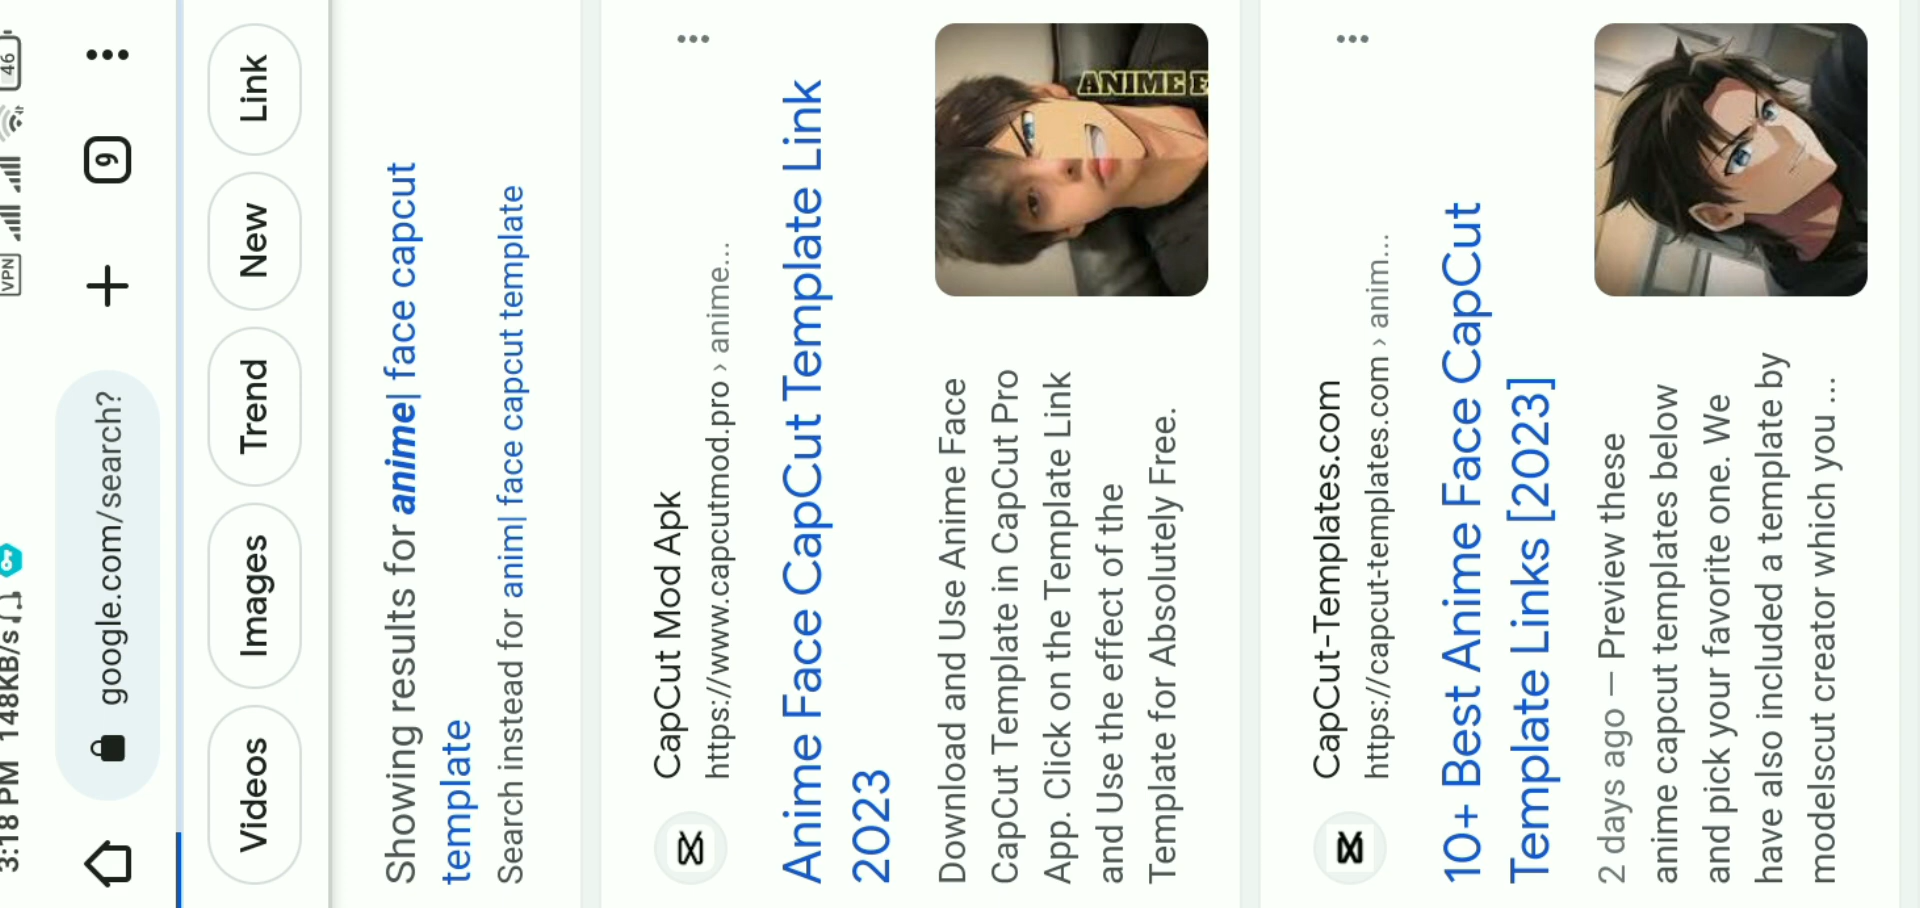 3:18 PM 148KB/s
VPN
46
google.com/search?
9
Videos
Images
Trend
New
Link
Showing results for anime| face capcut
template
Search instead for anim| face capcut template
CapCut Mod Apk
https://www.capcutmod.pro › anime...
Anime Face CapCut Template Link
2023
Download and Use Anime Face
CapCut Template in CapCut Pro
App. Click on the Template Link
and Use the effect of the
Template for Absolutely Free.
ANIME F
CapCut-Templates.com
https://capcut-templates.com › anim...
10+ Best Anime Face CapCut
Template Links [2023]
2 days ago — Preview these
anime capcut templates below
and pick your favorite one. We
have also included a template by
modelscut creator which you ...